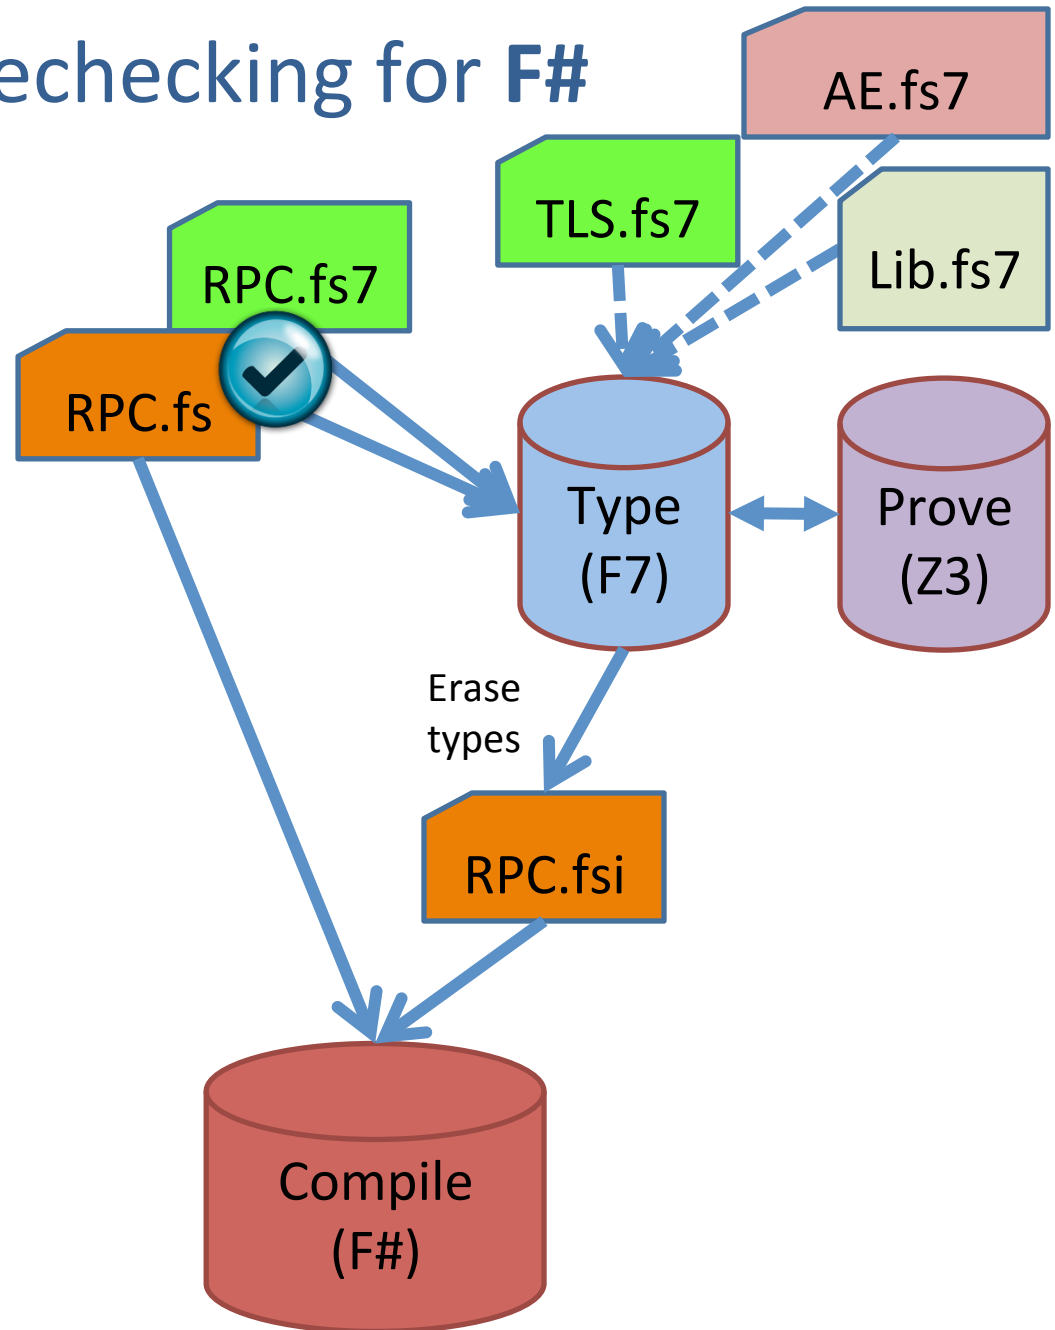 echecking for F#
AE.fs7
TLS.fs7
Lib.fs7
RPC.fs7
RPC.fs
Type
(F7)
Prove
(Z3)
Erase
types
RPC.fsi
Compile
(F#)